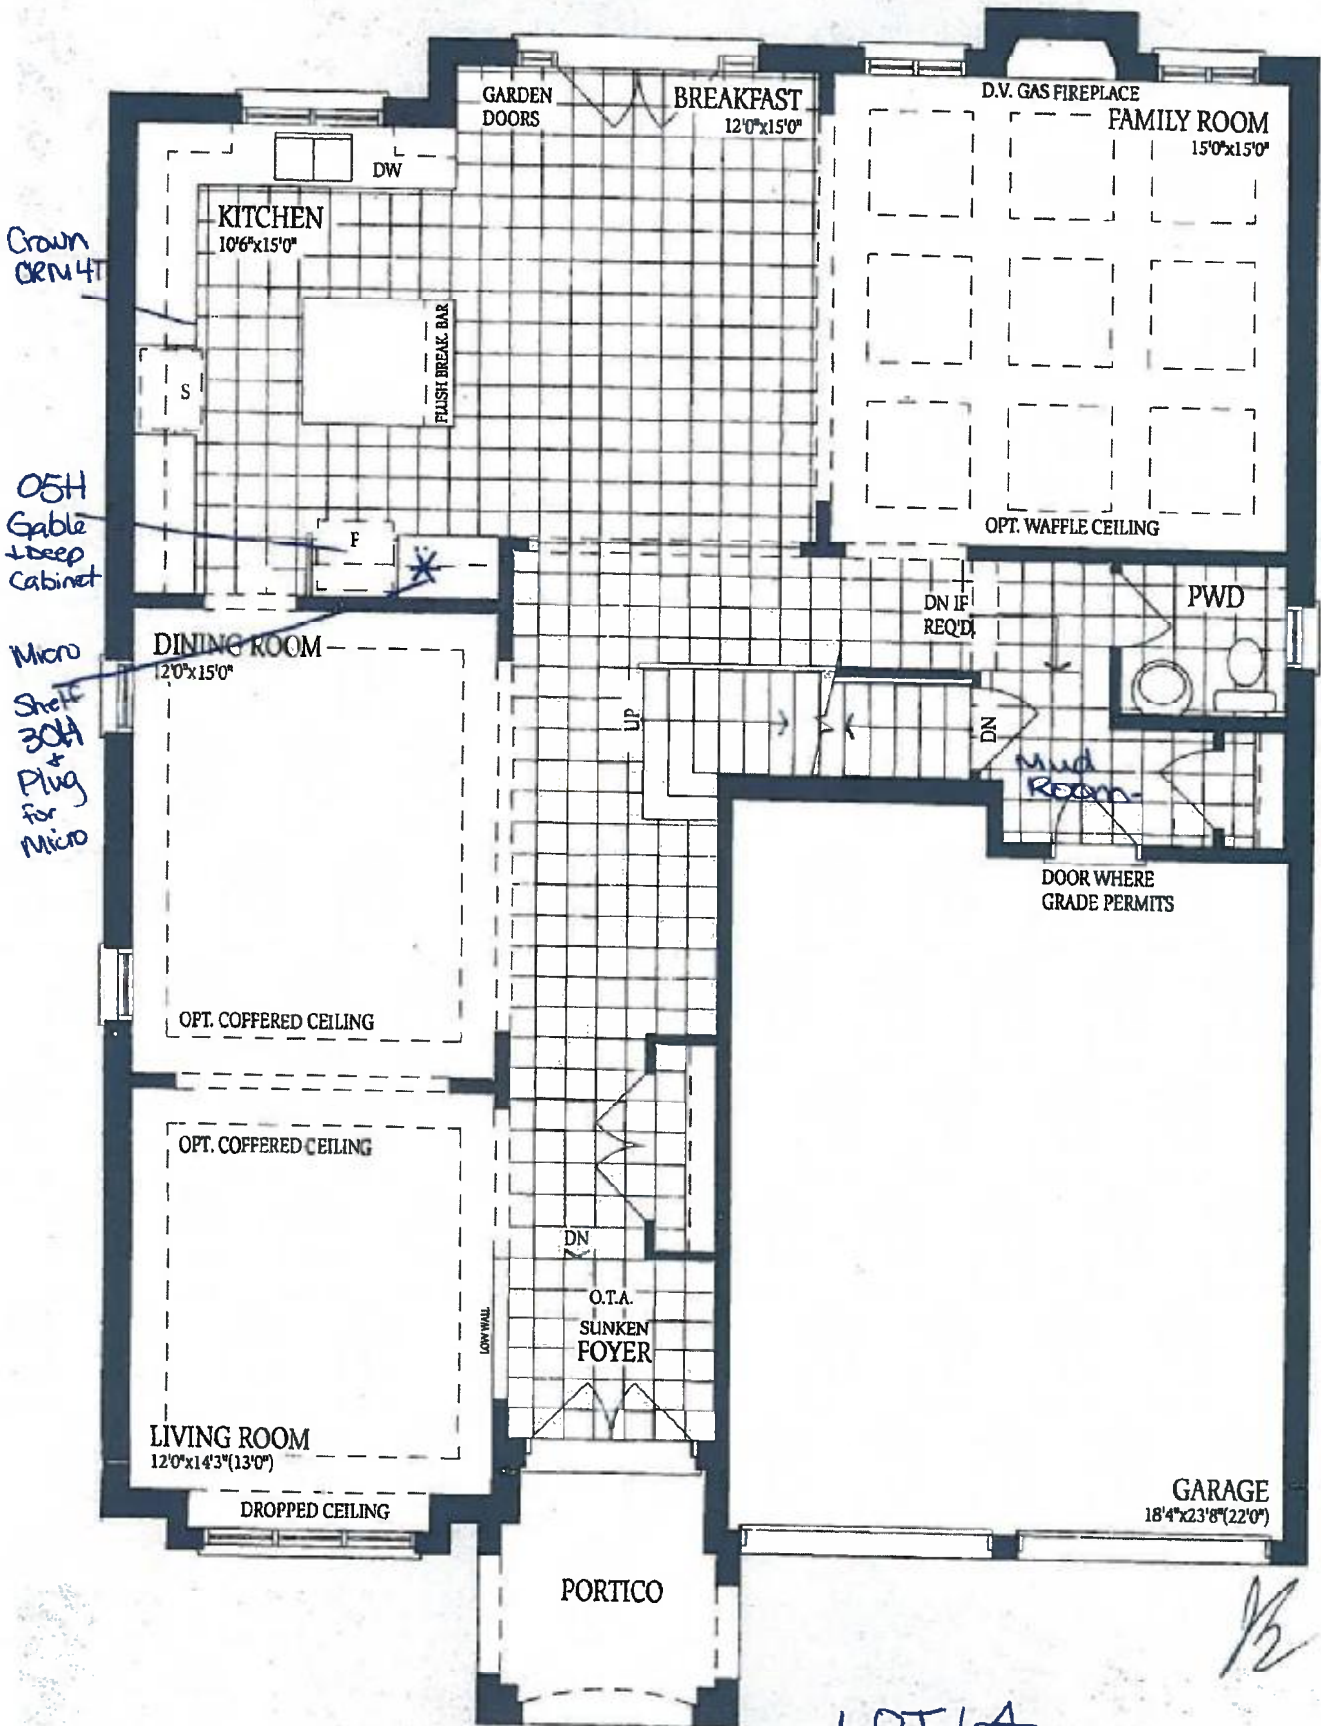 GARDEN
DOORS
BREAKFAST
12'0"x15'0"
D.V. GAS FIREPLACE
FAMILY ROOM
15'0"x15'0"
DW
KITCHEN
10'6"x15'0"
Crown
CRM 4T
FLUSH BREAK. BAR
S
OSH
Gable
+ Deep
Cabinet
F
*
OPT. WAFFLE CEILING
DN IF
REQ'D.
PWD
Micro
Shelf
30H
+
Plug
for
Micro
DINING ROOM
2'0"x15'0"
UP
DN
Mud
Room
DOOR WHERE
GRADE PERMITS
OPT. COFFERED CEILING
OPT. COFFERED CEILING
DN
O.T.A.
SUNKEN
FOYER
LOW WALL
LIVING ROOM
12'0"x14'3"(13'0")
DROPPED CEILING
GARAGE
18'4"x23'8"(22'0")
PORTICO